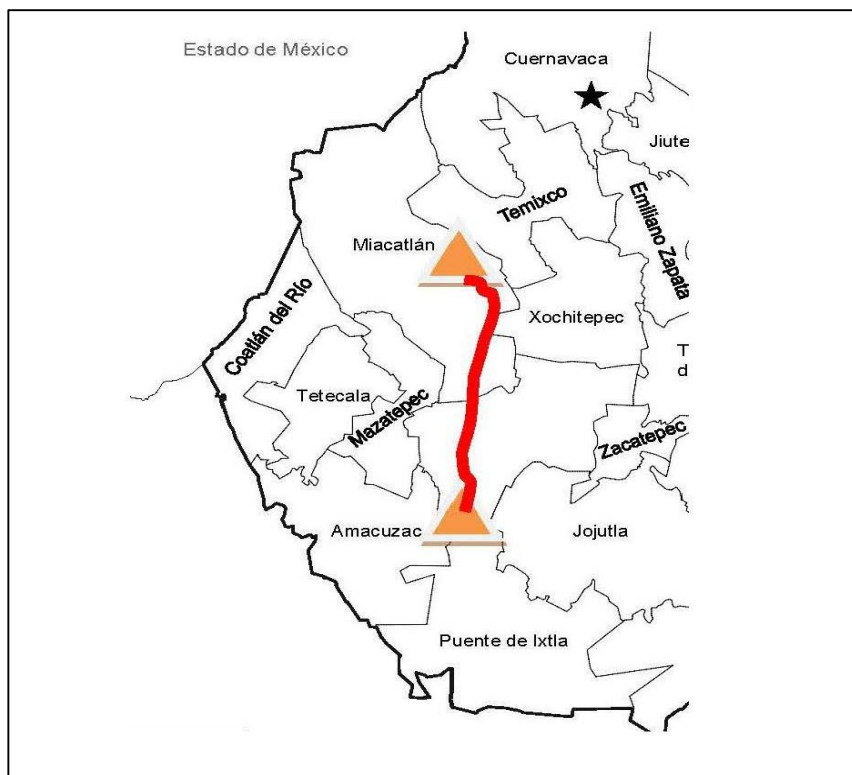 Estado de México
Cuernavaca
Jiute
Temixco
Emiliano Zapata
Miacatlán
Coatlán del Río
Xochitepec
T
d
Tetecala
Mazatepec
Zacatepec
Amacuzac
Jojutla
Puente de Ixtla